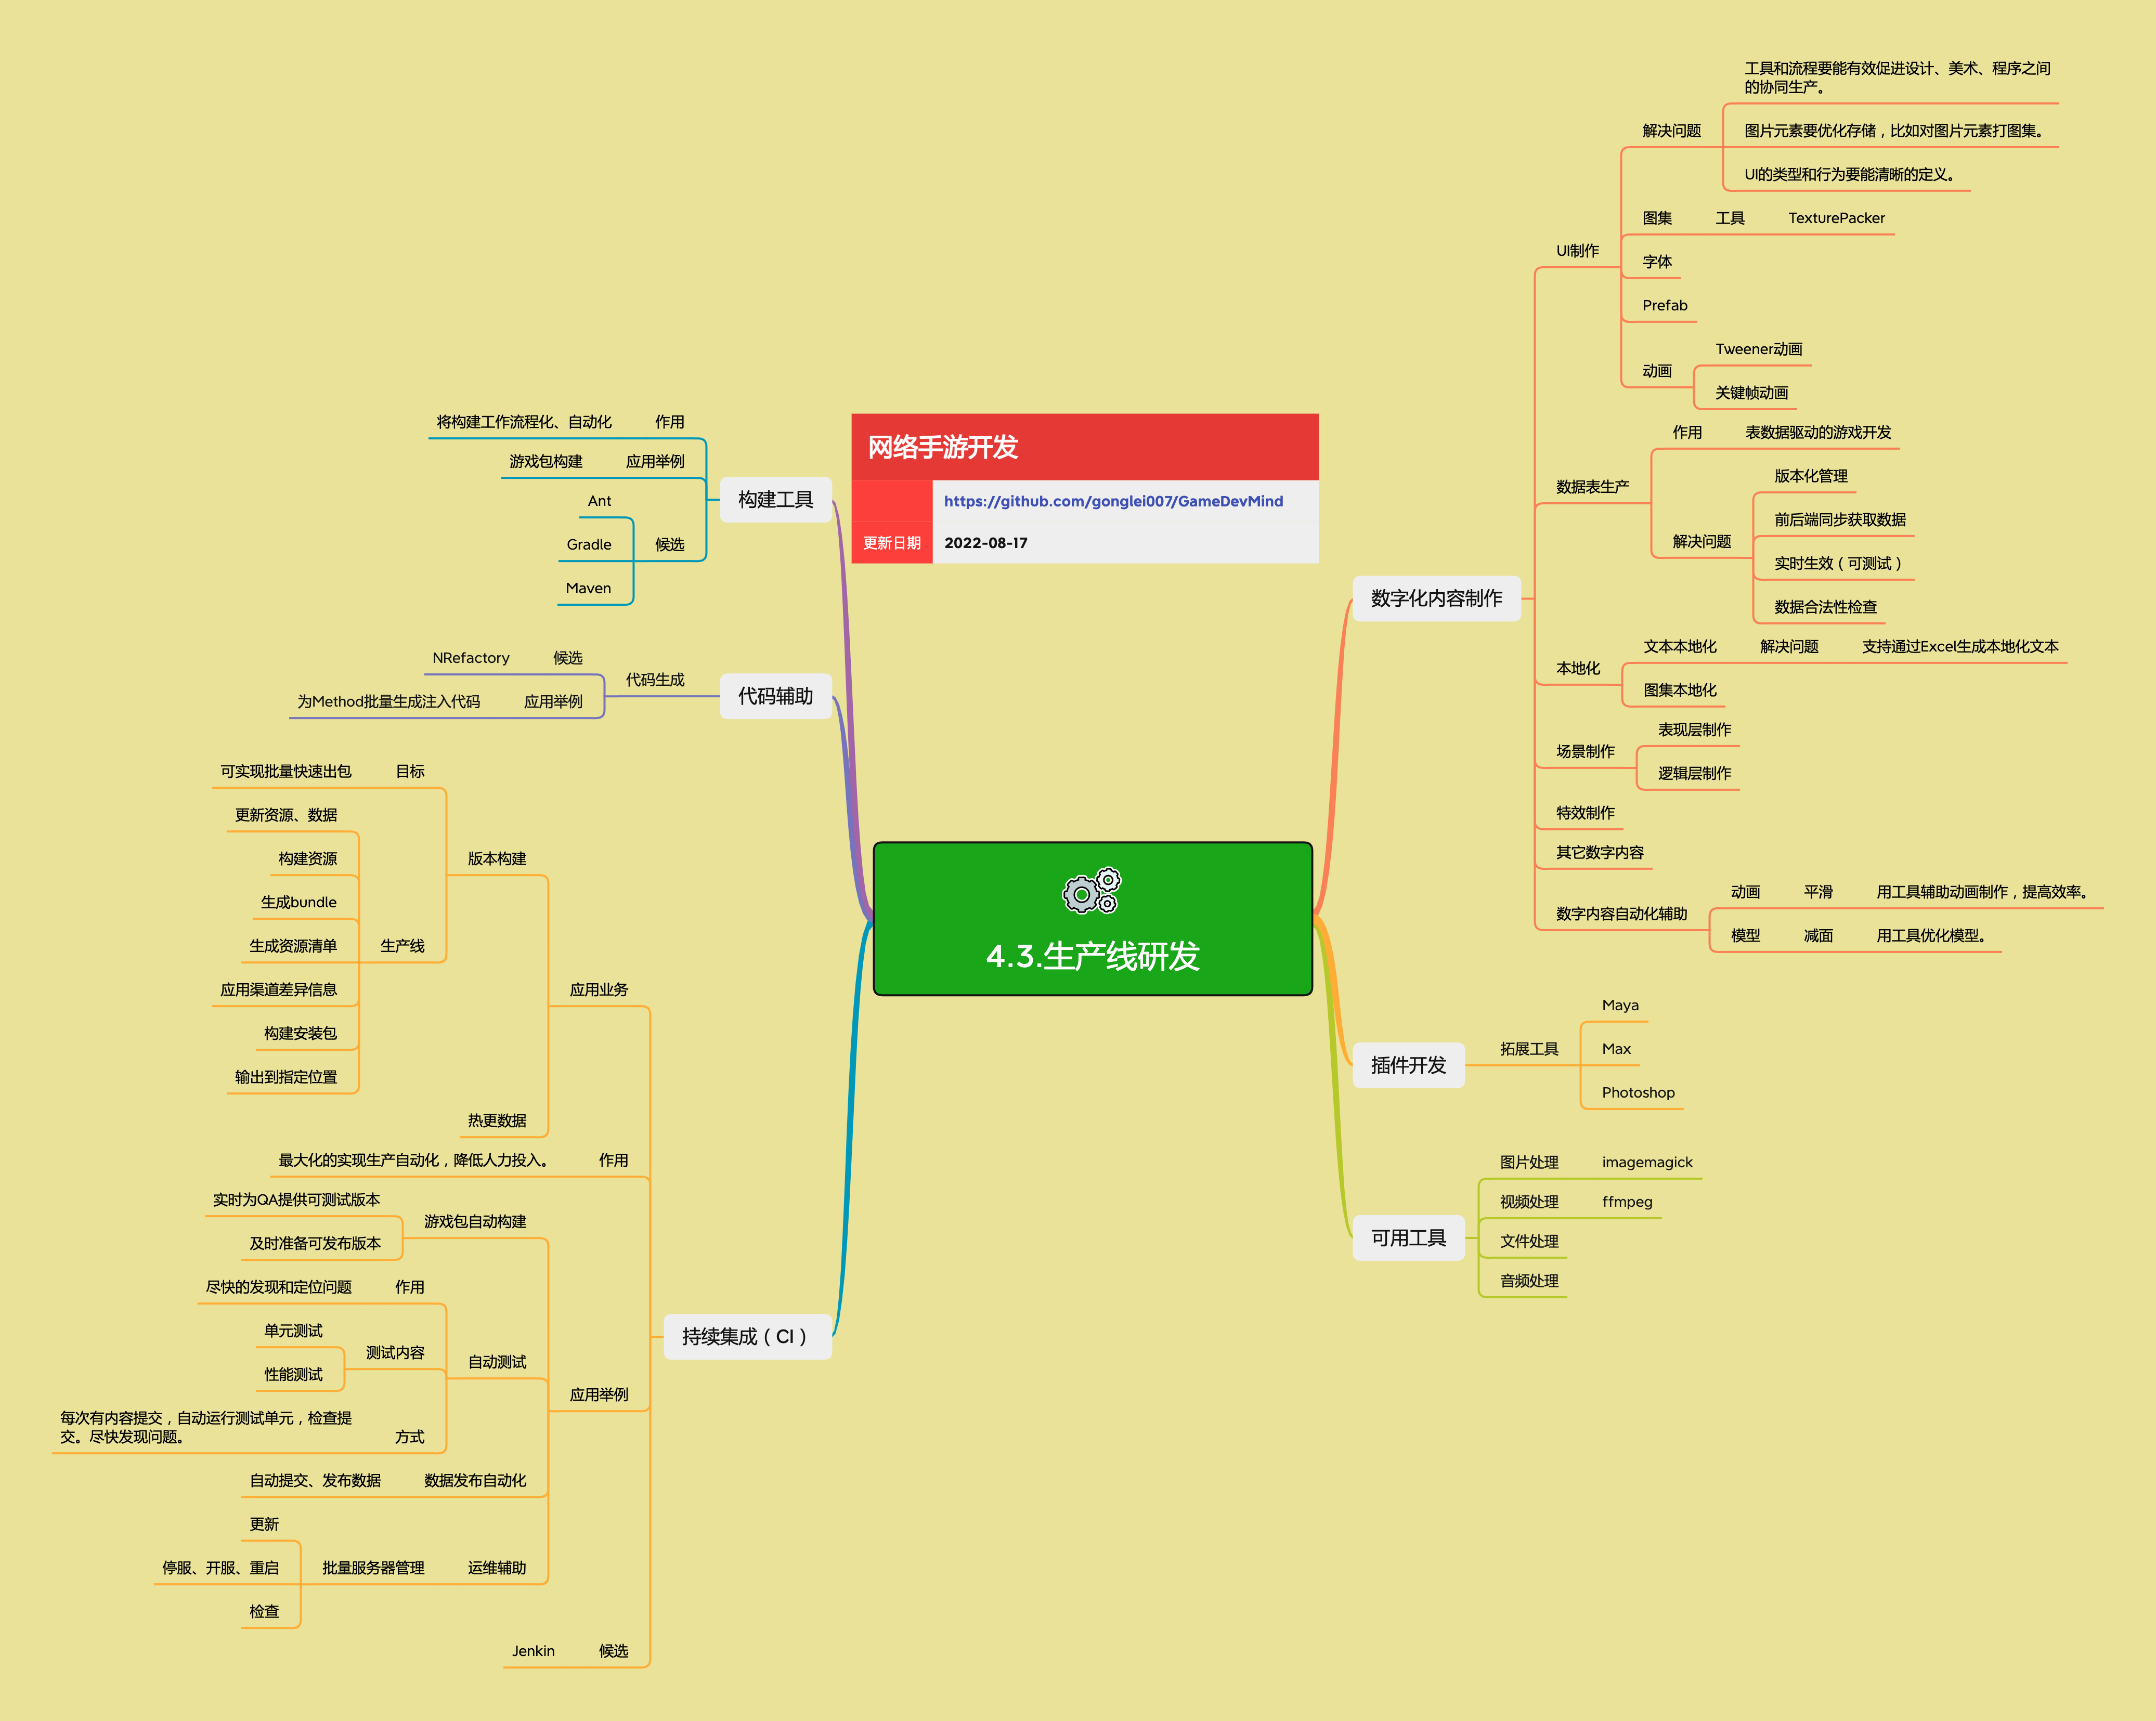 网络手游开发
https://github.com/gonglei007/GameDevMind
更新日期
2022-08-17
4.3.生产线研发
数字化内容制作
UI制作
解决问题
工具和流程要能有效促进设计、美术、程序之间
的协同生产。
图片元素要优化存储，比如对图片元素打图集。
UI的类型和行为要能清晰的定义。
图集
工具
TexturePacker
字体
Prefab
动画
Tweener动画
关键帧动画
数据表生产
作用
表数据驱动的游戏开发
解决问题
版本化管理
前后端同步获取数据
实时生效（可测试）
数据合法性检查
本地化
文本本地化
解决问题
支持通过Excel生成本地化文本
图集本地化
场景制作
表现层制作
逻辑层制作
特效制作
其它数字内容
数字内容自动化辅助
动画
平滑
用工具辅助动画制作，提高效率。
模型
减面
用工具优化模型。
插件开发
拓展工具
Maya
Max
Photoshop
可用工具
图片处理
imagemagick
视频处理
ffmpeg
文件处理
音频处理
构建工具
作用
将构建工作流程化、自动化
应用举例
游戏包构建
候选
Ant
Gradle
Maven
代码辅助
代码生成
候选
NRefactory
应用举例
为Method批量生成注入代码
持续集成（CI）
应用业务
版本构建
目标
可实现批量快速出包
生产线
更新资源、数据
构建资源
生成bundle
生成资源清单
应用渠道差异信息
构建安装包
输出到指定位置
热更数据
作用
最大化的实现生产自动化，降低人力投入。
应用举例
游戏包自动构建
实时为QA提供可测试版本
及时准备可发布版本
自动测试
作用
尽快的发现和定位问题
测试内容
单元测试
性能测试
方式
每次有内容提交，自动运行测试单元，检查提
交。尽快发现问题。
数据发布自动化
自动提交、发布数据
运维辅助
批量服务器管理
更新
停服、开服、重启
检查
候选
Jenkin